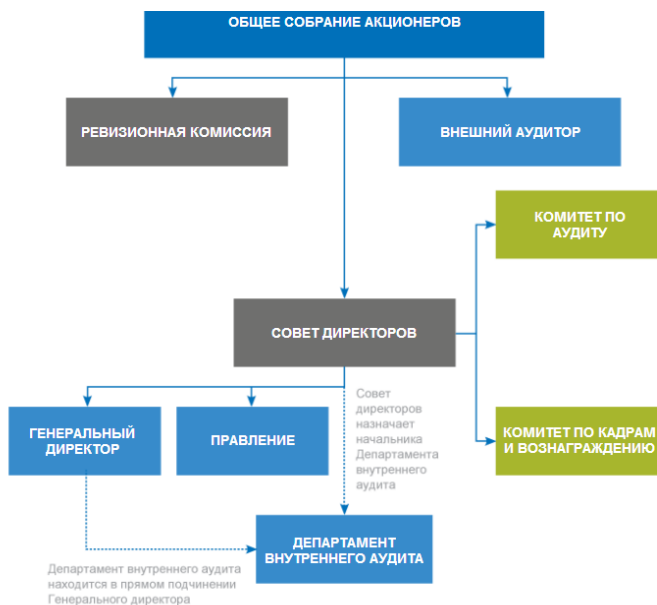 ОБЩЕЕ СОБРАНИЕ АКЦИОНЕРОВ
РЕВИЗИОННАЯ КОМИССИЯ
ВНЕШНИЙ АУДИТОР
КОМИТЕТ ПО
АУДИТУ
СОВЕТ ДИРЕКТОРОВ
Совет
директоров
назначает
начальника
Департамента
внутреннего
аудита
ГЕНЕРАЛЬНЫЙ
ДИРЕКТОР
ПРАВЛЕНИЕ
КОМИТЕТ ПО КАДРАМ
И ВОЗНАГРАЖДЕНИЮ
ДЕПАРТАМЕНТ
ВНУТРЕННЕГО АУДИТА
Департамент внутреннего аудита
находится в прямом подчинении
Генерального директора